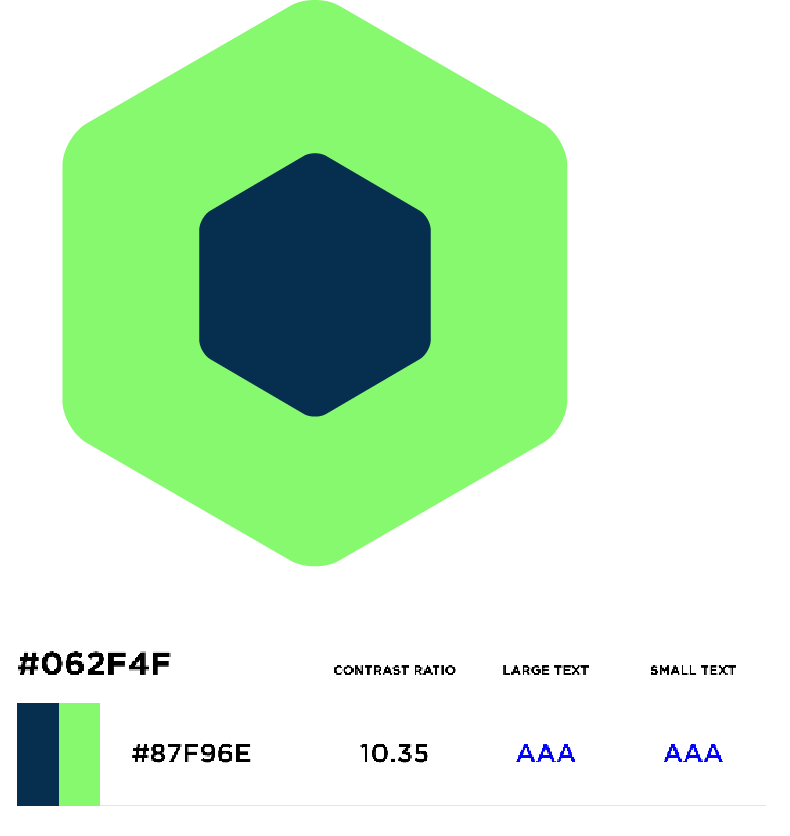 #062F4F CONTRAST RATIO LARGE TEXT SMALL TEXT
#87F96E 10.35 AAA AAA